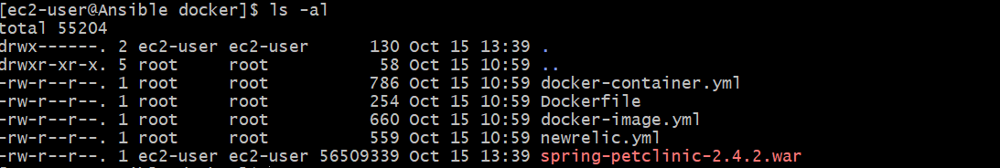 [ec2-user@Ansible docker]$ ls -al
total 55204
drwx------. 2 ec2-user ec2-user 130 Oct 15 13:39 .
drwxr-xr-x. 5 root root 58 Oct 15 10:59 ..
-rw-r--r--. 1 root root 786 Oct 15 10:59 docker-container.yml
-rw-r--r--. 1 root root 254 Oct 15 10:59 Dockerfile
-rw-r--r--. 1 root root 660 Oct 15 10:59 docker-image.yml
-rw-r--r--. 1 root root 559 Oct 15 10:59 newrelic.yml
-rw-r--r--. 1 ec2-user ec2-user 56509339 Oct 15 13:39 spring-petclinic-2.4.2.war